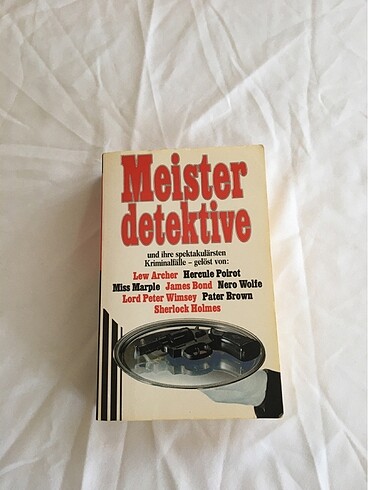 Meister
detektive
und ihre spektakulärsten
Kriminalfälle – gelöst von:
Lew Archer Hercule Poirot
Miss Marple James Bond Nero Wolfe
Lord Peter Wimsey Pater Brown
Sherlock Holmes